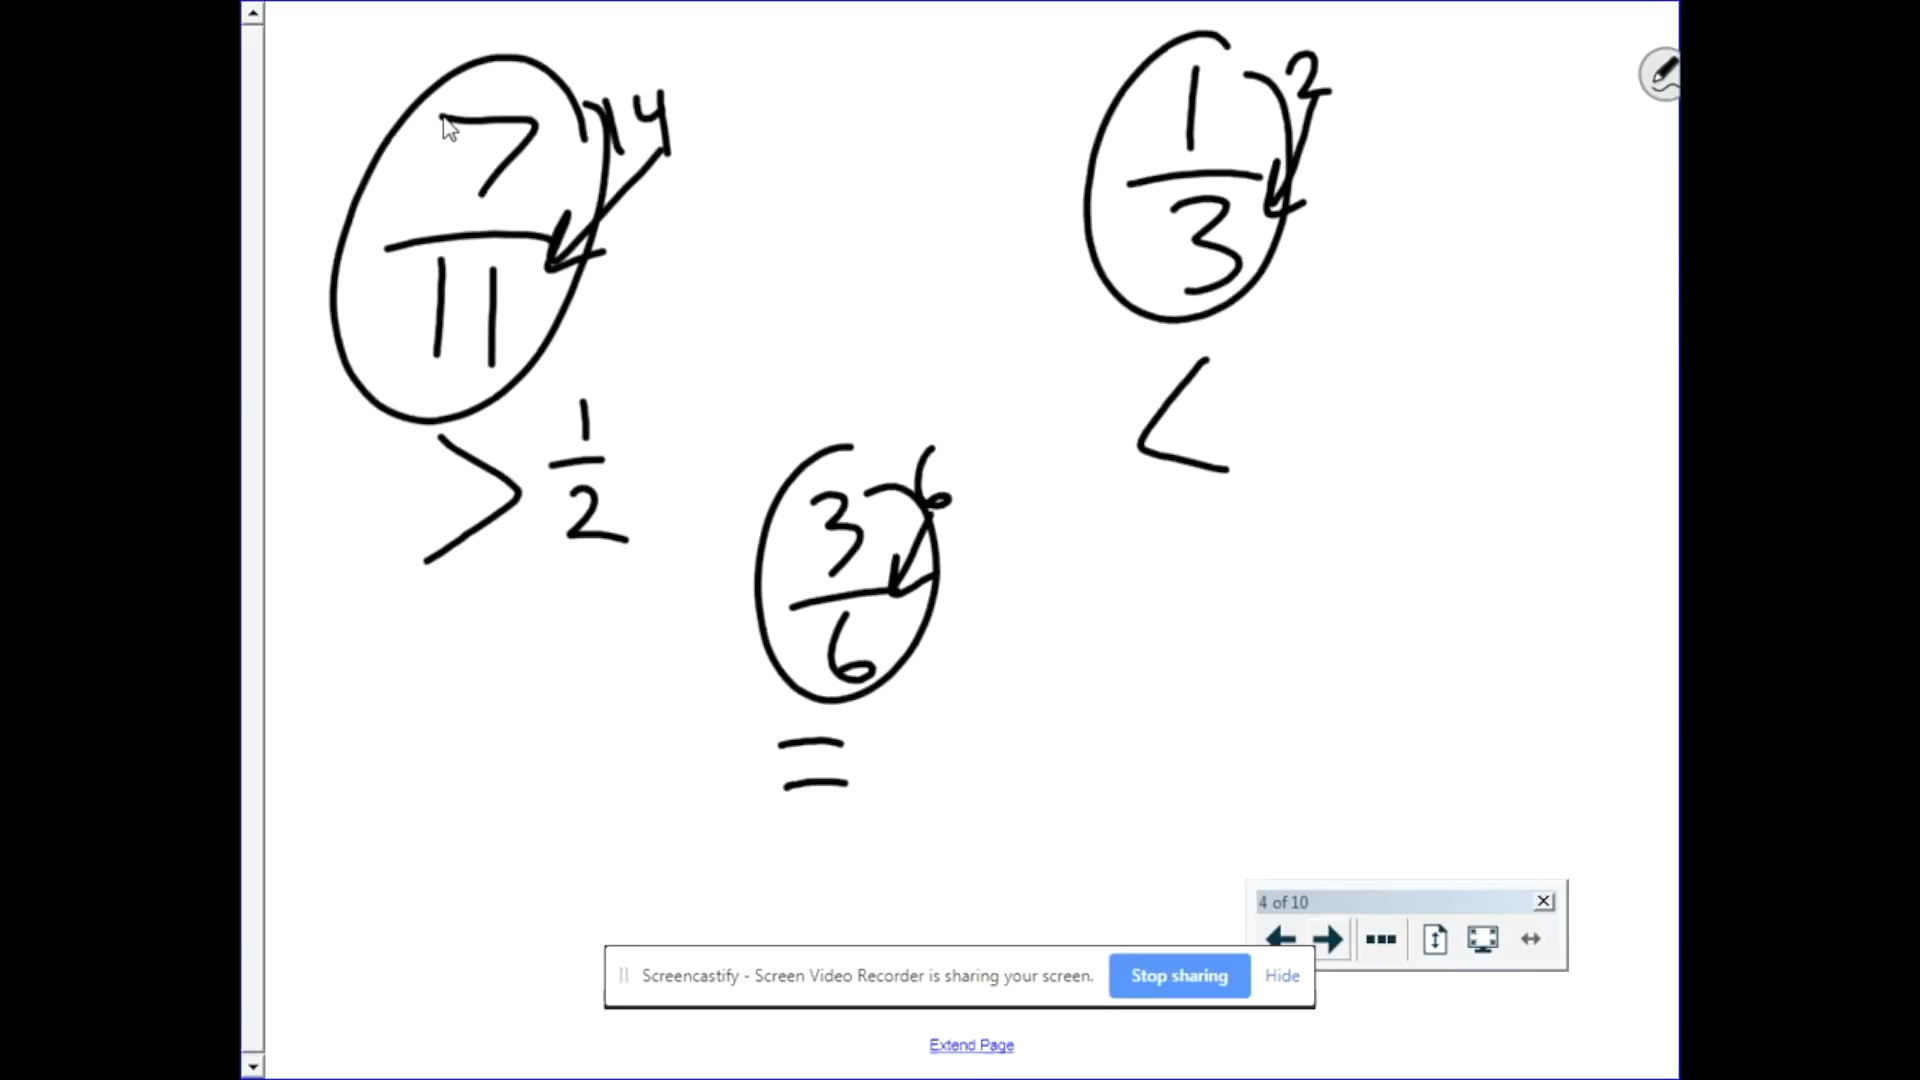 7/11 14
> 1/2
1/3 2
<
3/6 6
=
4 of 10
Screencastify - Screen Video Recorder is sharing your screen. Stop sharing Hide
Extend Page